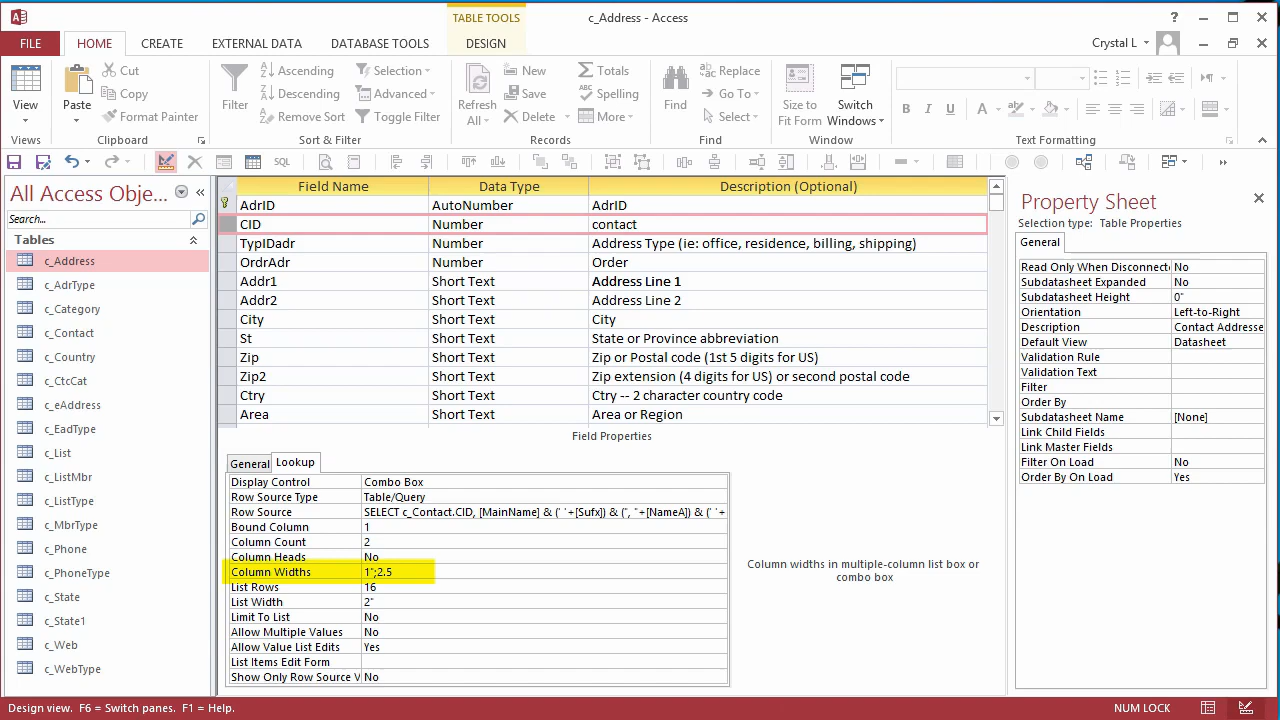 TABLE TOOLS
c_Address - Access
?
FILE HOME CREATE EXTERNAL DATA DATABASE TOOLS DESIGN Crystal L
View
Views
Paste
Cut
Copy
Format Painter
Clipboard
Filter
Ascending
Descending
Remove Sort
Selection
Advanced
Sort & Filter
Refresh
All
New
Save
Delete
Totals
Spelling
More
Records
Find
Replace
Go To
Select
Find
Size to
Fit Form
Switch
Windows
Window
B I U A
Text Formatting
SQL
All Access Obje...
Search...
Tables
c_Address
c_AdrType
c_Category
c_Contact
c_Country
c_CtcCat
c_eAddress
c_EadType
c_List
c_ListMbr
c_ListType
c_MbrType
c_Phone
c_PhoneType
c_State
c_State1
c_Web
c_WebType
Field Name Data Type Description (Optional)
AdrID AutoNumber AdrID
CID Number contact
TypIDadr Number Address Type (ie: office, residence, billing, shipping)
OrdrAdr Number Order
Addr1 Short Text Address Line 1
Addr2 Short Text Address Line 2
City Short Text City
St Short Text State or Province abbreviation
Zip Short Text Zip or Postal code (1st 5 digits for US)
Zip2 Short Text Zip extension (4 digits for US) or second postal code
Ctry Short Text Ctry -- 2 character country code
Area Short Text Area or Region
Field Properties
General Lookup
Display Control Combo Box
Row Source Type Table/Query
Row Source SELECT c_Contact.CID, [MainName] & (' '+[Sufx]) & (", "+[NameA]) & (' '+
Bound Column 1
Column Count 2
Column Heads No
Column Widths 1";2.5
List Rows 16
List Width 2"
Limit To List No
Allow Multiple Values No
Allow Value List Edits Yes
List Items Edit Form
Show Only Row Source V No
Column widths in multiple-column list box or
combo box
Property Sheet
Selection type: Table Properties
General
Read Only When Disconnecte No
Subdatasheet Expanded No
Subdatasheet Height 0"
Orientation Left-to-Right
Description Contact Addresse
Default View Datasheet
Validation Rule
Validation Text
Filter
Order By
Subdatasheet Name [None]
Link Child Fields
Link Master Fields
Filter On Load No
Order By On Load Yes
Design view. F6 = Switch panes. F1 = Help. NUM LOCK